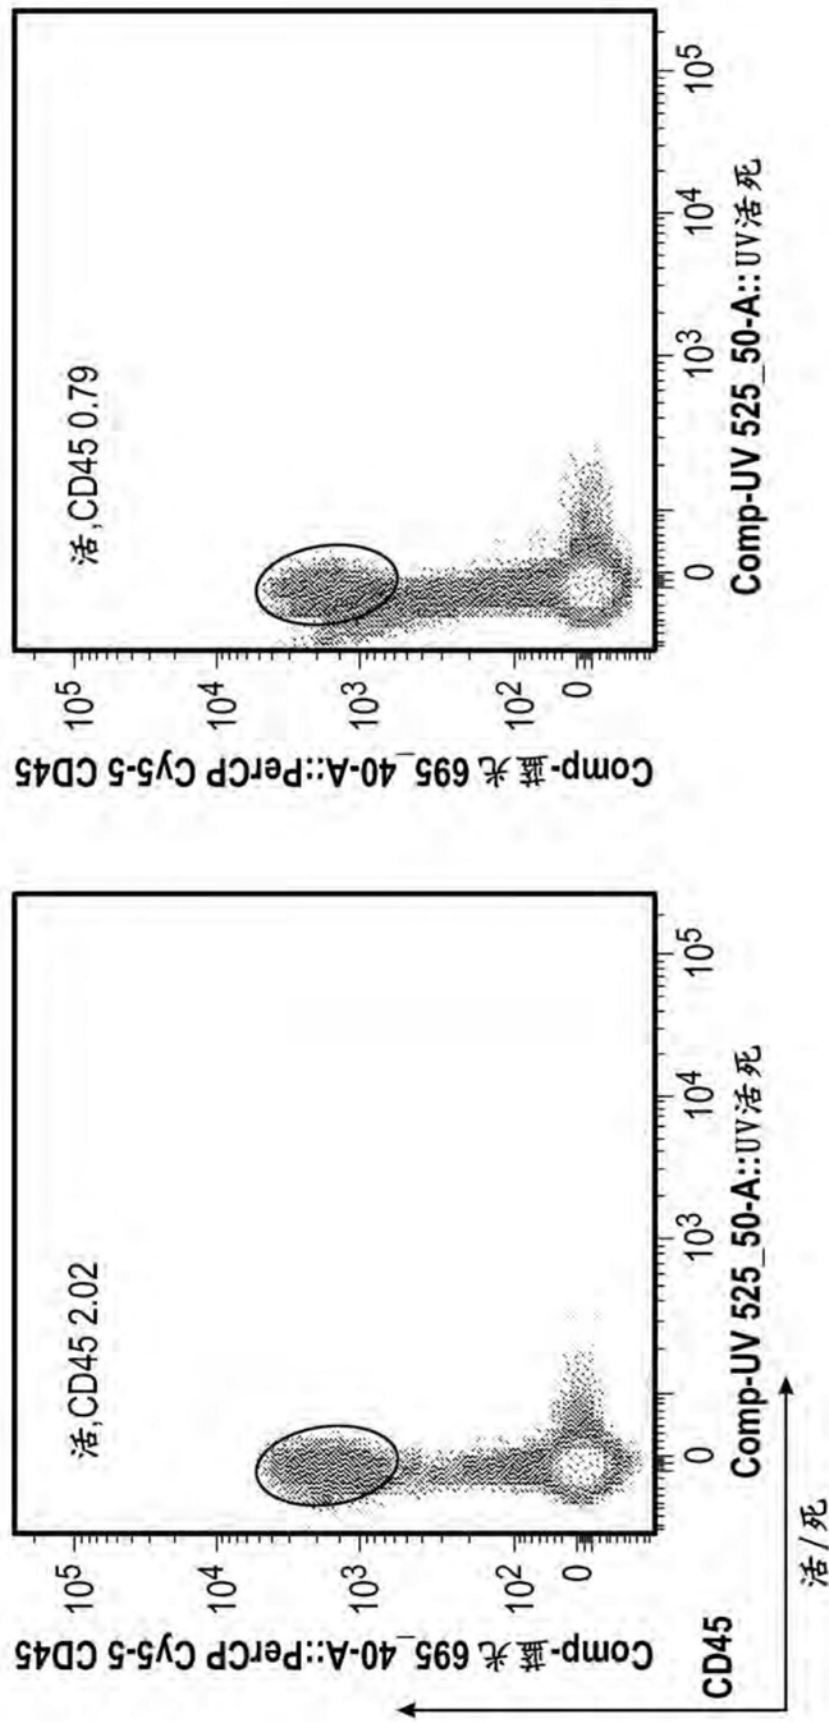 活,CD45 2.02
10⁵
10⁴
10³
10²
0
Comp-蓝光 695_40-A::PerCP Cy5-5 CD45
0
10³
10⁴
10⁵
Comp-UV 525_50-A::UV活死
CD45
活/死
活,CD45 0.79
10⁵
10⁴
10³
10²
0
Comp-蓝光 695_40-A::PerCP Cy5-5 CD45
0
10³
10⁴
10⁵
Comp-UV 525_50-A::UV活死